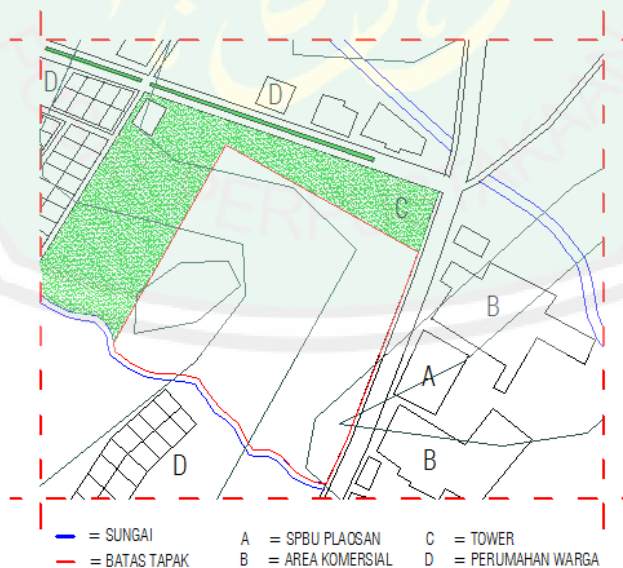 D
D
C
B
A
B
D
= SUNGAI
= BATAS TAPAK
A = SPBU PLAOSAN
B = AREA KOMERSIAL
C = TOWER
D = PERUMAHAN WARGA